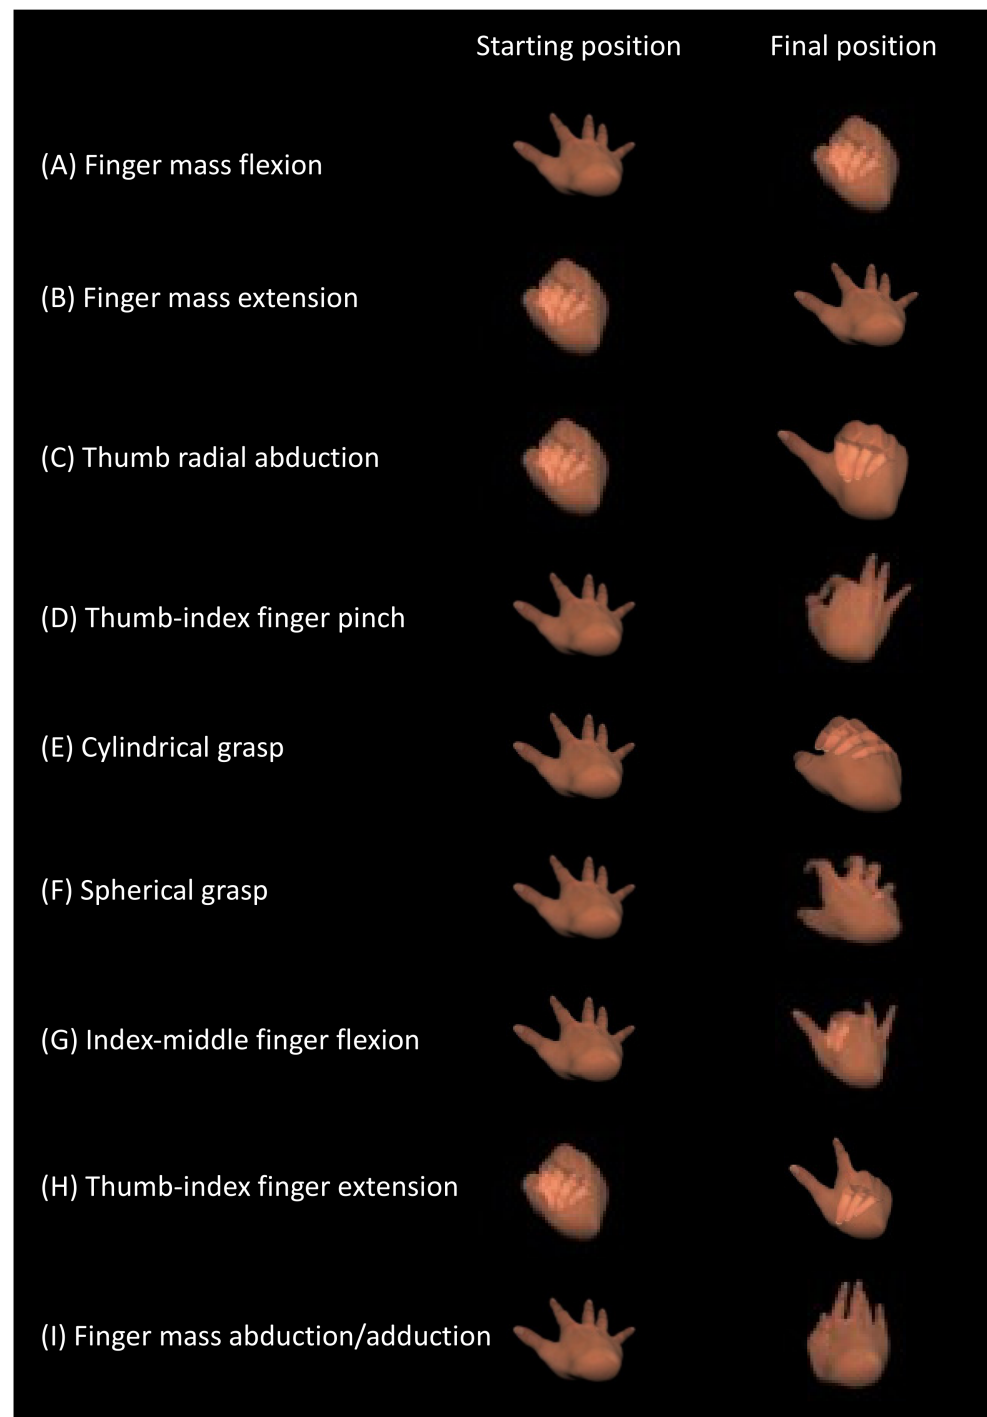 Starting position Final position
(A) Finger mass flexion
(B) Finger mass extension
(C) Thumb radial abduction
(D) Thumb-index finger pinch
(E) Cylindrical grasp
(F) Spherical grasp
(G) Index-middle finger flexion
(H) Thumb-index finger extension
(I) Finger mass abduction/adduction